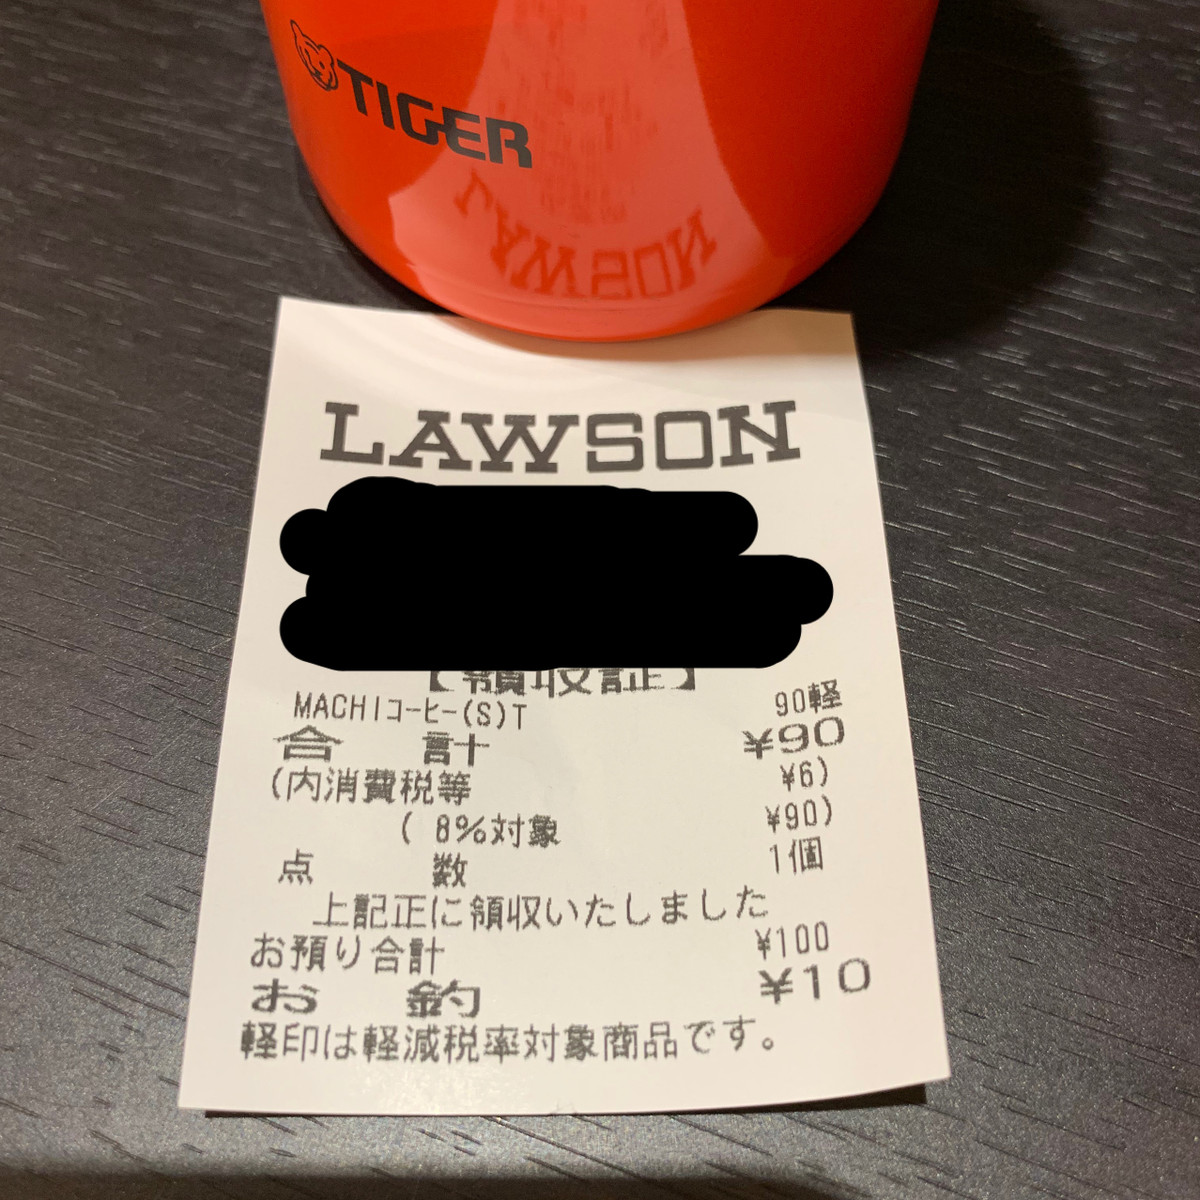 TIGER
LAWSON
【領収証】
MACHIコーヒー(S)T 90軽
合 計 ¥90
(内消費税等 ¥6)
( 8%対象 ¥90)
点 数 1個
上記正に領収いたしました
お預り合計 ¥100
お 釣 ¥10
軽印は軽減税率対象商品です。